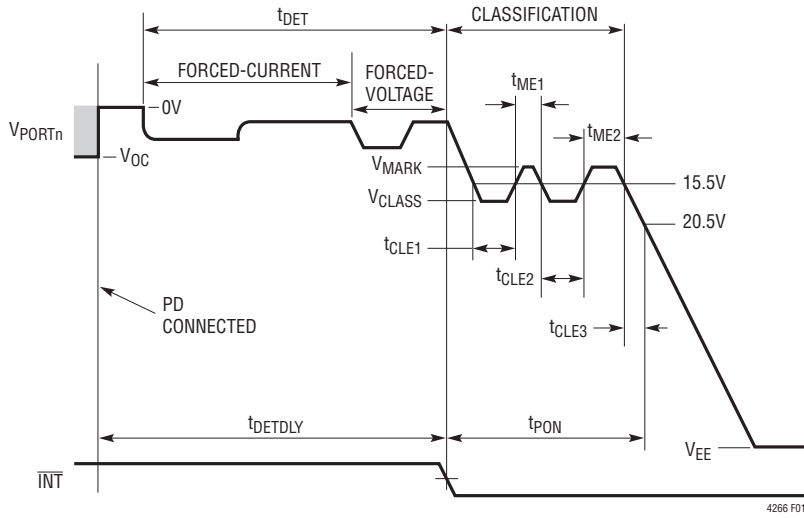 tDET
CLASSIFICATION
FORCED-CURRENT
FORCED-
VOLTAGE
tME1
tME2
0V
VPORTn
VOC
VMARK
15.5V
VCLASS
20.5V
tCLE1
tCLE2
PD
CONNECTED
tCLE3
tDETDLY
tPON
VEE
INT
4266 F01